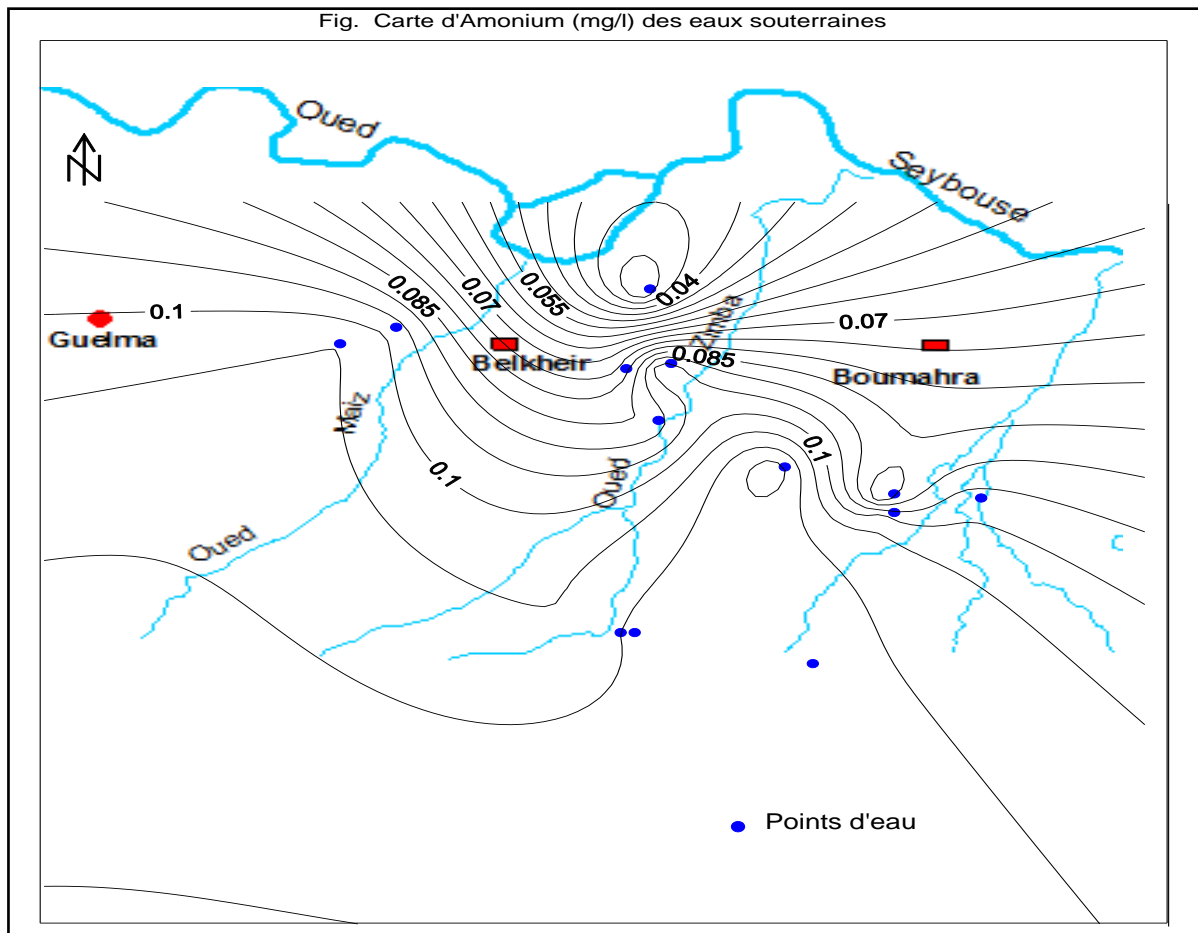 Fig. Carte d'Amonium (mg/l) des eaux souterraines
Oued
N
Seybouse
0.04
0.055
0.07
0.085
0.1
0.07
Zimba
Guelma
Belkheir
0.085
Boumahra
Maiz
0.1
0.1
Oued
Oued
Points d'eau